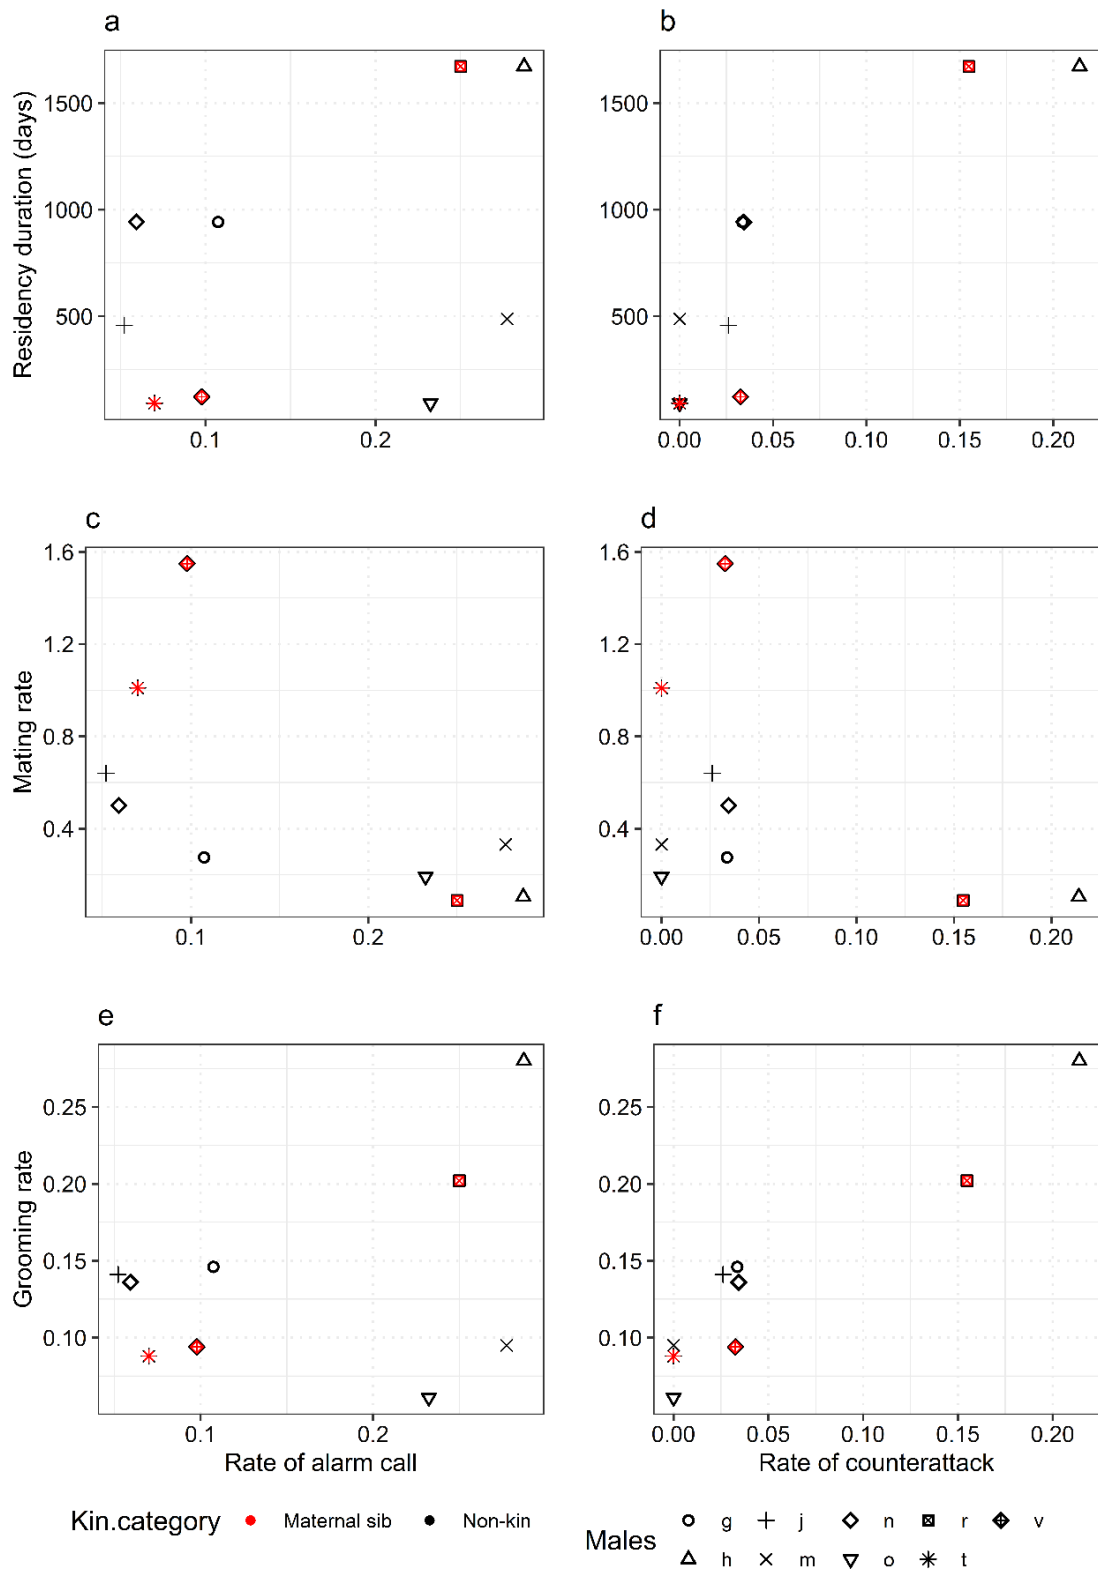 a
b
Residency duration (days)
1500
1000
500
0.1
0.2
1500
1000
500
0.00
0.05
0.10
0.15
0.20
c
d
Mating rate
1.6
1.2
0.8
0.4
0.1
0.2
1.6
1.2
0.8
0.4
0.00
0.05
0.10
0.15
0.20
e
f
Grooming rate
0.25
0.20
0.15
0.10
0.1
0.2
Rate of alarm call
0.25
0.20
0.15
0.10
0.00
0.05
0.10
0.15
0.20
Rate of counterattack
Kin.category
Maternal sib
Non-kin
Males
g
j
n
r
v
h
m
o
t